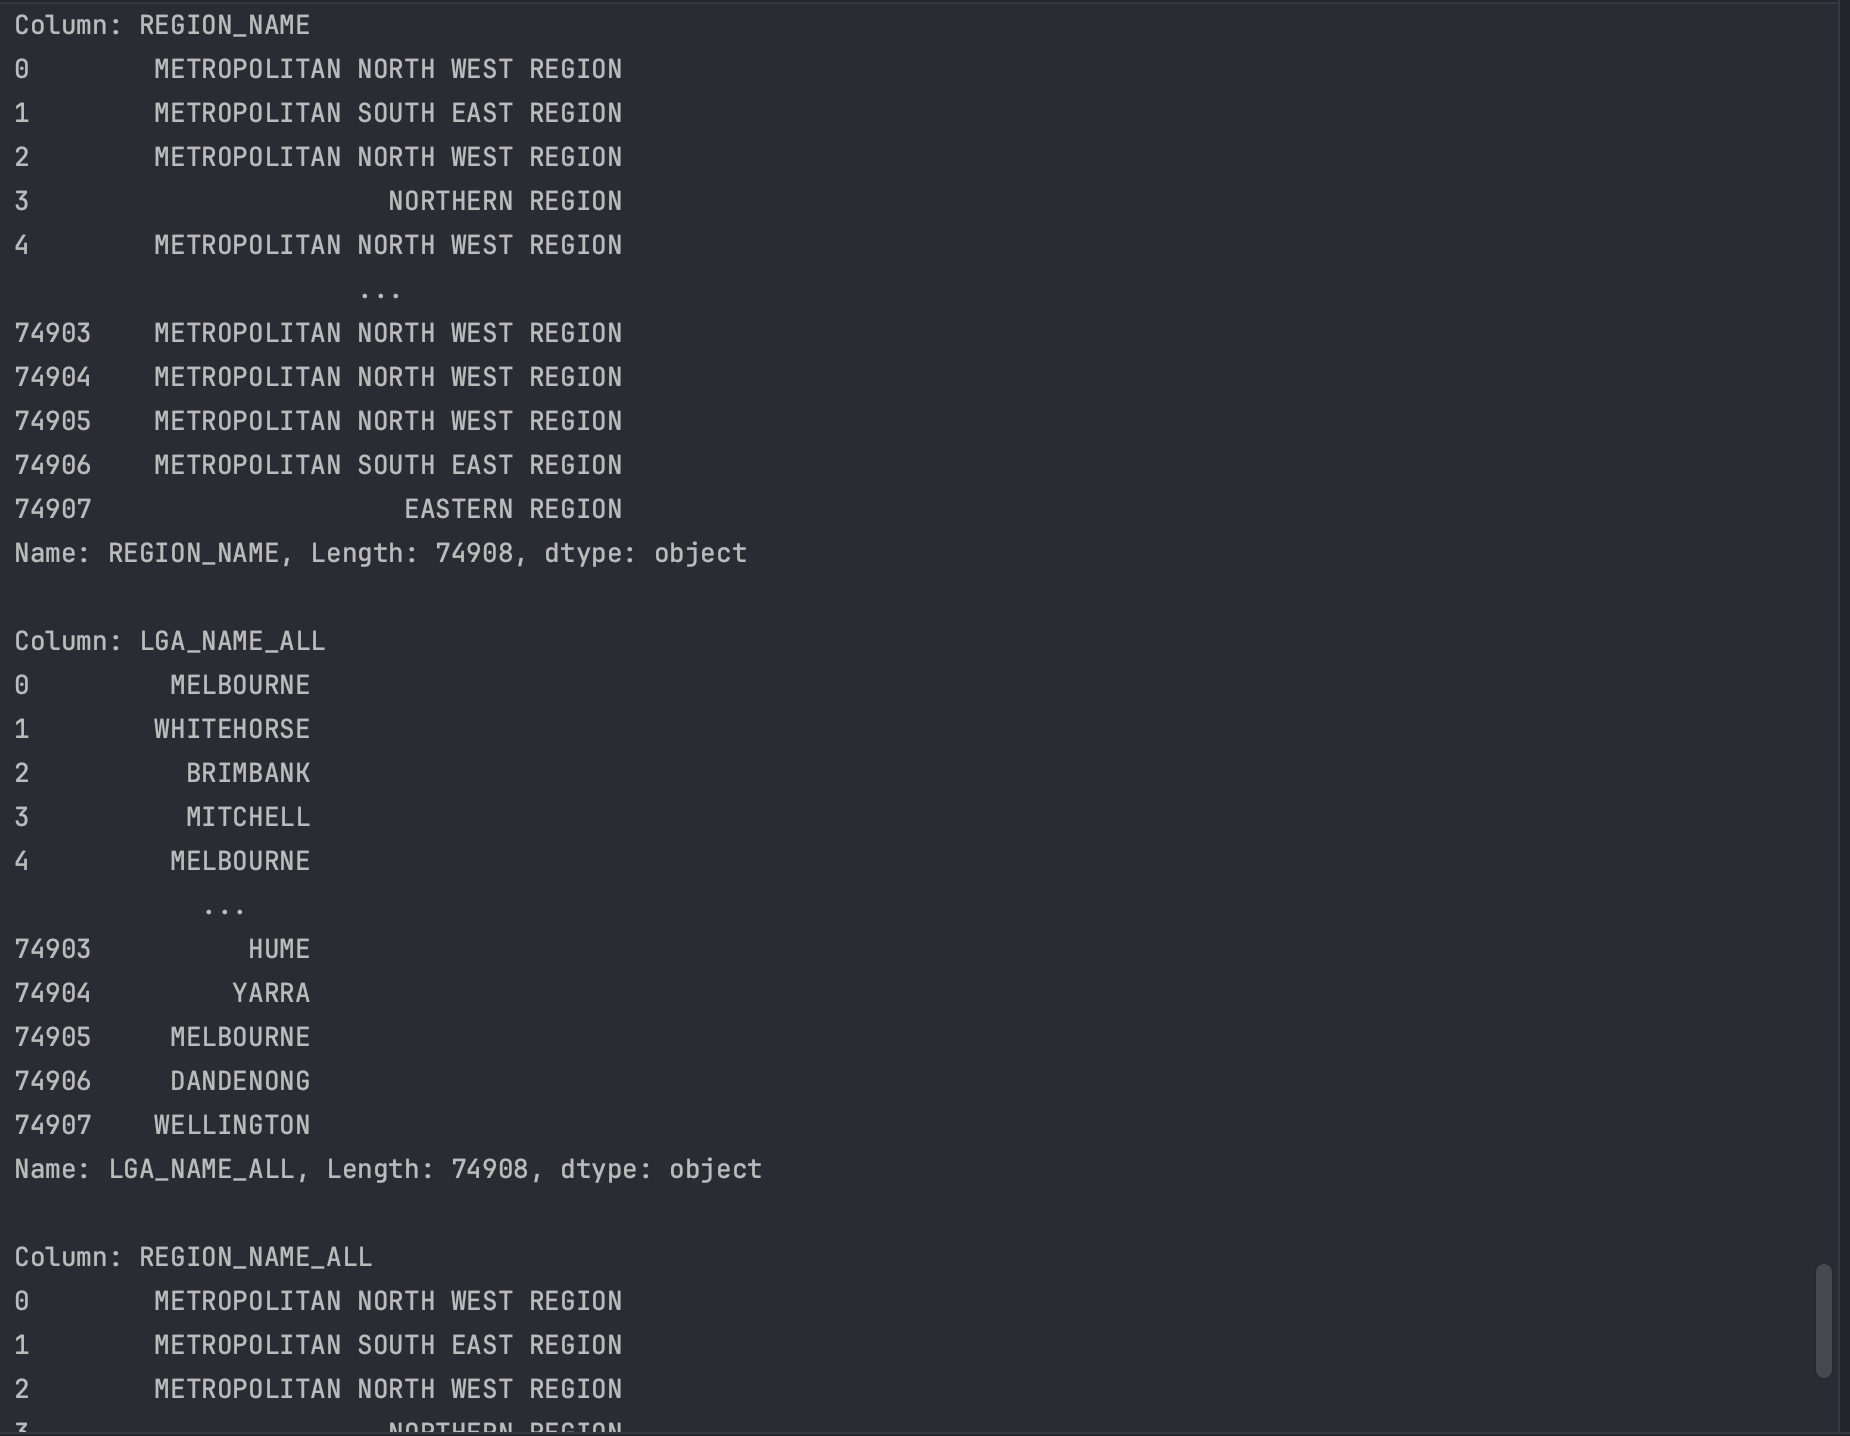 Column: REGION_NAME
0        METROPOLITAN NORTH WEST REGION
1        METROPOLITAN SOUTH EAST REGION
2        METROPOLITAN NORTH WEST REGION
3                       NORTHERN REGION
4        METROPOLITAN NORTH WEST REGION
                      ...
74903    METROPOLITAN NORTH WEST REGION
74904    METROPOLITAN NORTH WEST REGION
74905    METROPOLITAN NORTH WEST REGION
74906    METROPOLITAN SOUTH EAST REGION
74907                    EASTERN REGION
Name: REGION_NAME, Length: 74908, dtype: object

Column: LGA_NAME_ALL
0         MELBOURNE
1        WHITEHORSE
2          BRIMBANK
3          MITCHELL
4         MELBOURNE
            ...
74903          HUME
74904         YARRA
74905     MELBOURNE
74906     DANDENONG
74907    WELLINGTON
Name: LGA_NAME_ALL, Length: 74908, dtype: object

Column: REGION_NAME_ALL
0        METROPOLITAN NORTH WEST REGION
1        METROPOLITAN SOUTH EAST REGION
2        METROPOLITAN NORTH WEST REGION
3                       NORTHERN REGION